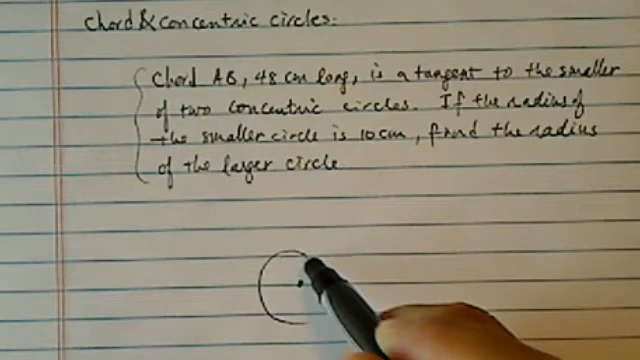 Chord & concentric circles.
Chord AB, 48 cm long, is a tangent to the smaller
of two concentric circles. If the radius of
the smaller circle is 10 cm, find the radius
of the larger circle